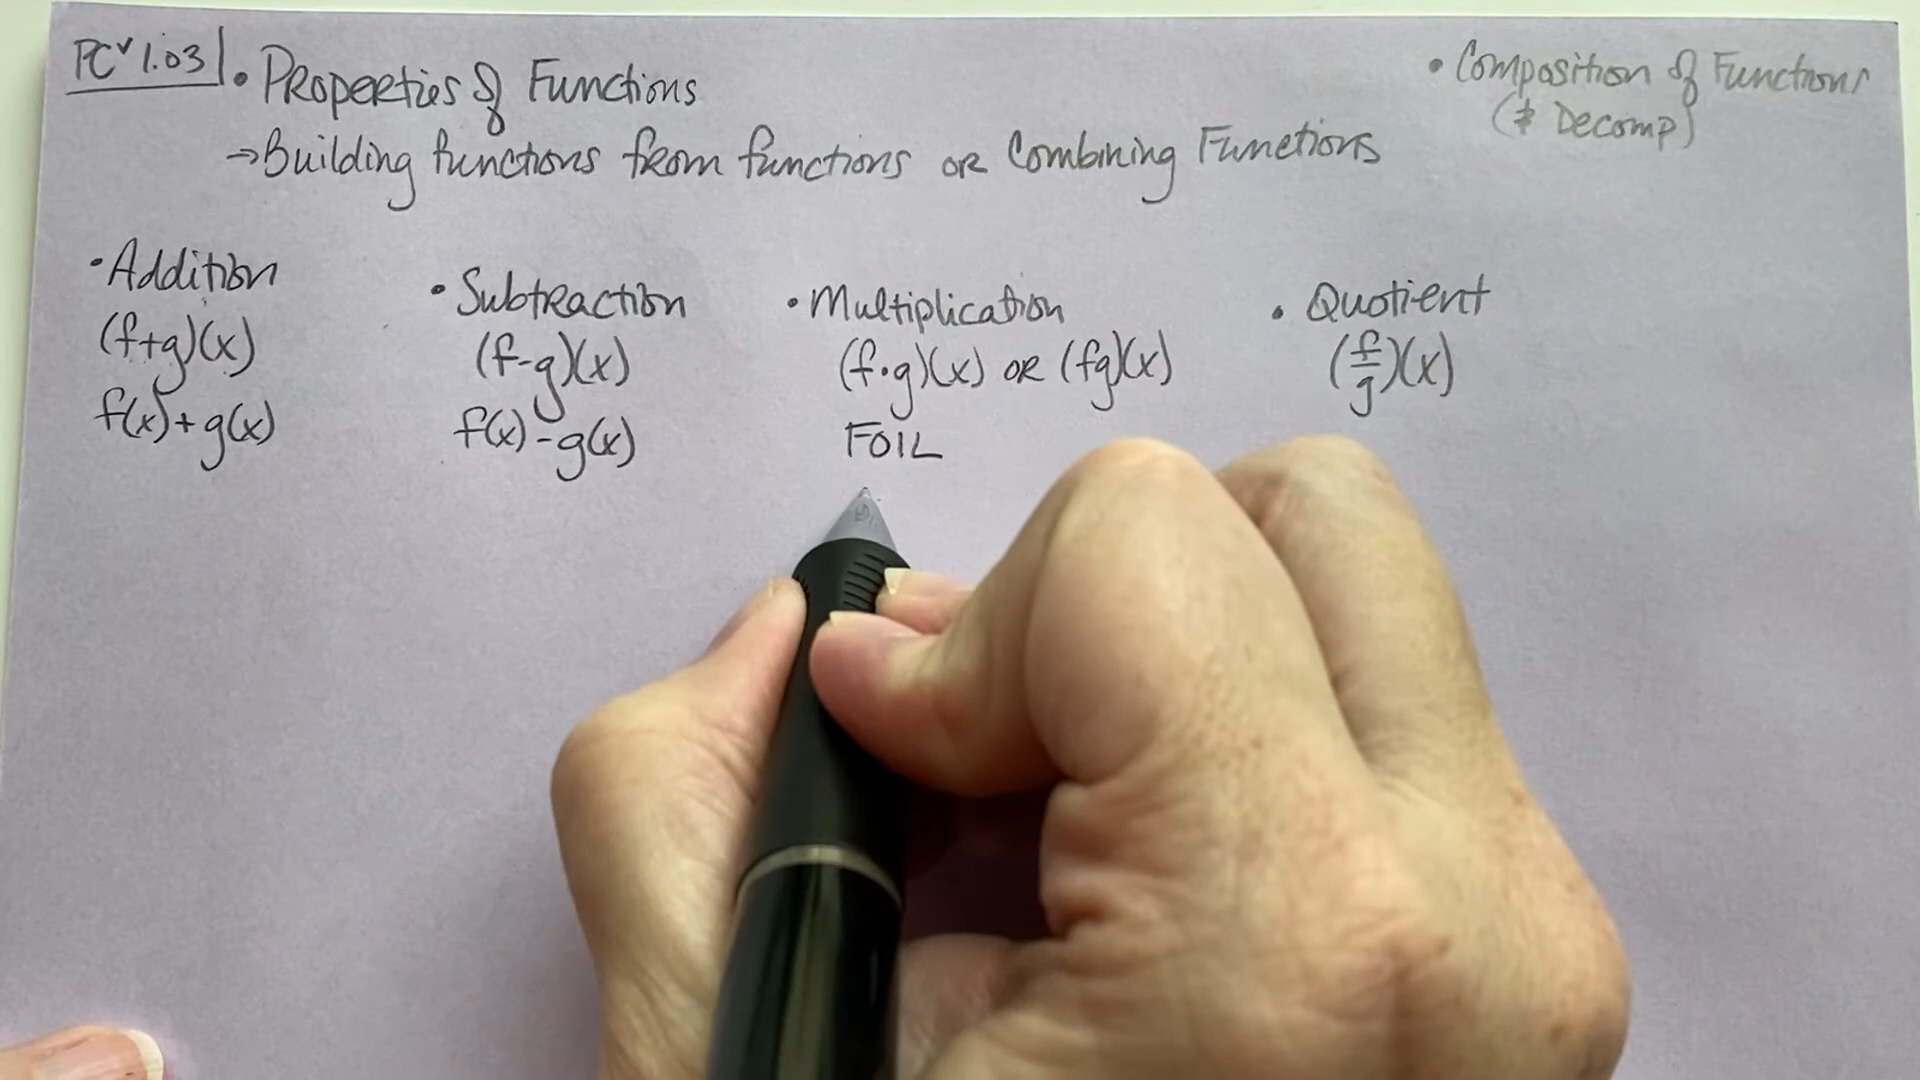 PCv 1.03 • Properties of Functions
→ Building functions from functions or Combining Functions
• Composition of Functions
(& Decomp)
• Addition
(f+g)(x)
f(x)+g(x)
• Subtraction
(f-g)(x)
f(x)-g(x)
• Multiplication
(f•g)(x) OR (fg)(x)
FOIL
• Quotient
(f/g)(x)